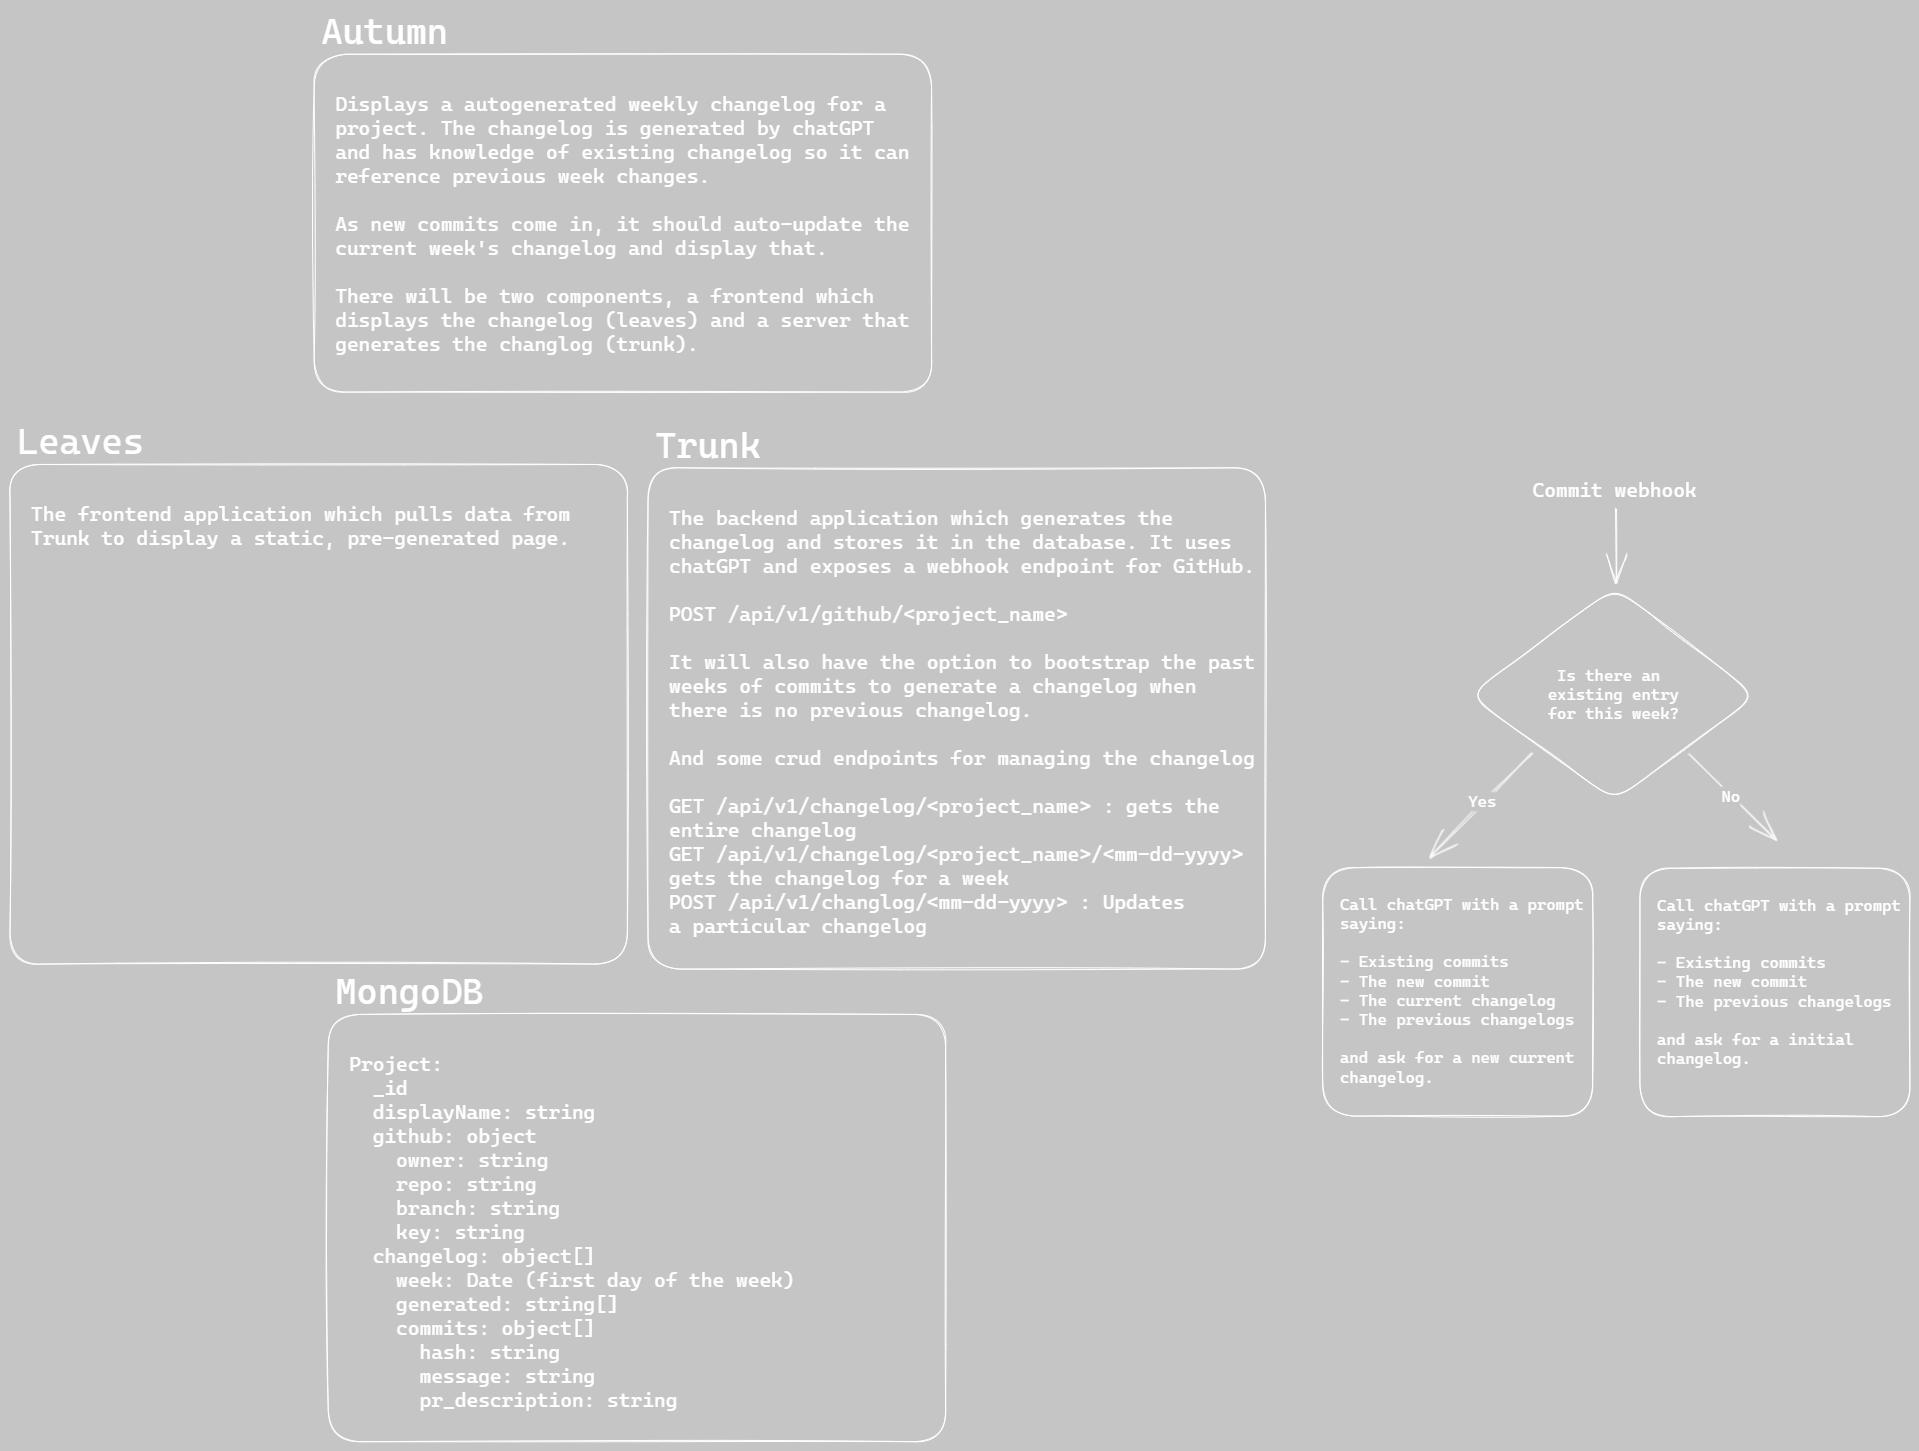 Autumn
Displays a autogenerated weekly changelog for a
project. The changelog is generated by chatGPT
and has knowledge of existing changelog so it can
reference previous week changes.
As new commits come in, it should auto-update the
current week's changelog and display that.
There will be two components, a frontend which
displays the changelog (leaves) and a server that
generates the changlog (trunk).
Leaves
The frontend application which pulls data from
Trunk to display a static, pre-generated page.
Trunk
The backend application which generates the
changelog and stores it in the database. It uses
chatGPT and exposes a webhook endpoint for GitHub.
POST /api/v1/github/<project_name>
It will also have the option to bootstrap the past
weeks of commits to generate a changelog when
there is no previous changelog.
And some crud endpoints for managing the changelog
GET /api/v1/changelog/<project_name> : gets the
entire changelog
GET /api/v1/changelog/<project_name>/<mm-dd-yyyy>
gets the changelog for a week
POST /api/v1/changlog/<mm-dd-yyyy> : Updates
a particular changelog
Commit webhook
Is there an
existing entry
for this week?
Yes
No
Call chatGPT with a prompt
saying:
- Existing commits
- The new commit
- The current changelog
- The previous changelogs
and ask for a new current
changelog.
Call chatGPT with a prompt
saying:
- Existing commits
- The new commit
- The previous changelogs
and ask for a initial
changelog.
MongoDB
Project:
_id
displayName: string
github: object
owner: string
repo: string
branch: string
key: string
changelog: object[]
week: Date (first day of the week)
generated: string[]
commits: object[]
hash: string
message: string
pr_description: string